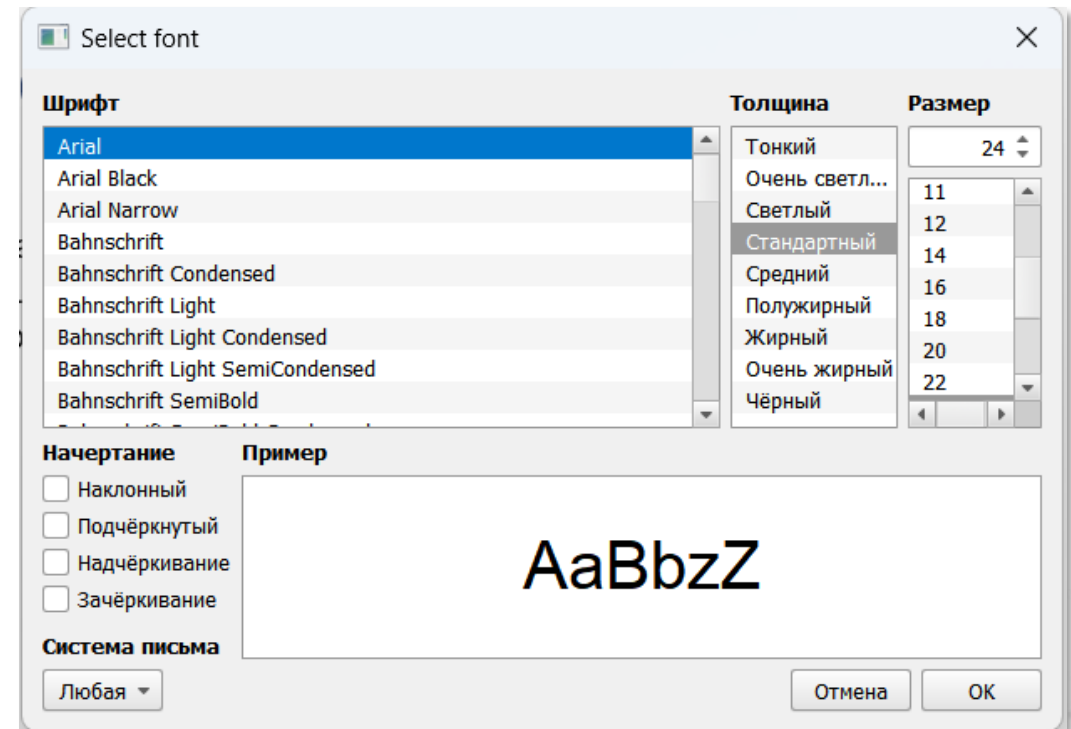 Select font
Шрифт
Толщина
Размер
Arial
Arial Black
Arial Narrow
Bahnschrift
Bahnschrift Condensed
Bahnschrift Light
Bahnschrift Light Condensed
Bahnschrift Light SemiCondensed
Bahnschrift SemiBold
Тонкий
Очень светл...
Светлый
Стандартный
Средний
Полужирный
Жирный
Очень жирный
Чёрный
24
11
12
14
16
18
20
22
Начертание
Наклонный
Подчёркнутый
Надчёркивание
Зачёркивание
Пример
AaBbzZ
Система письма
Любая
Отмена
OK